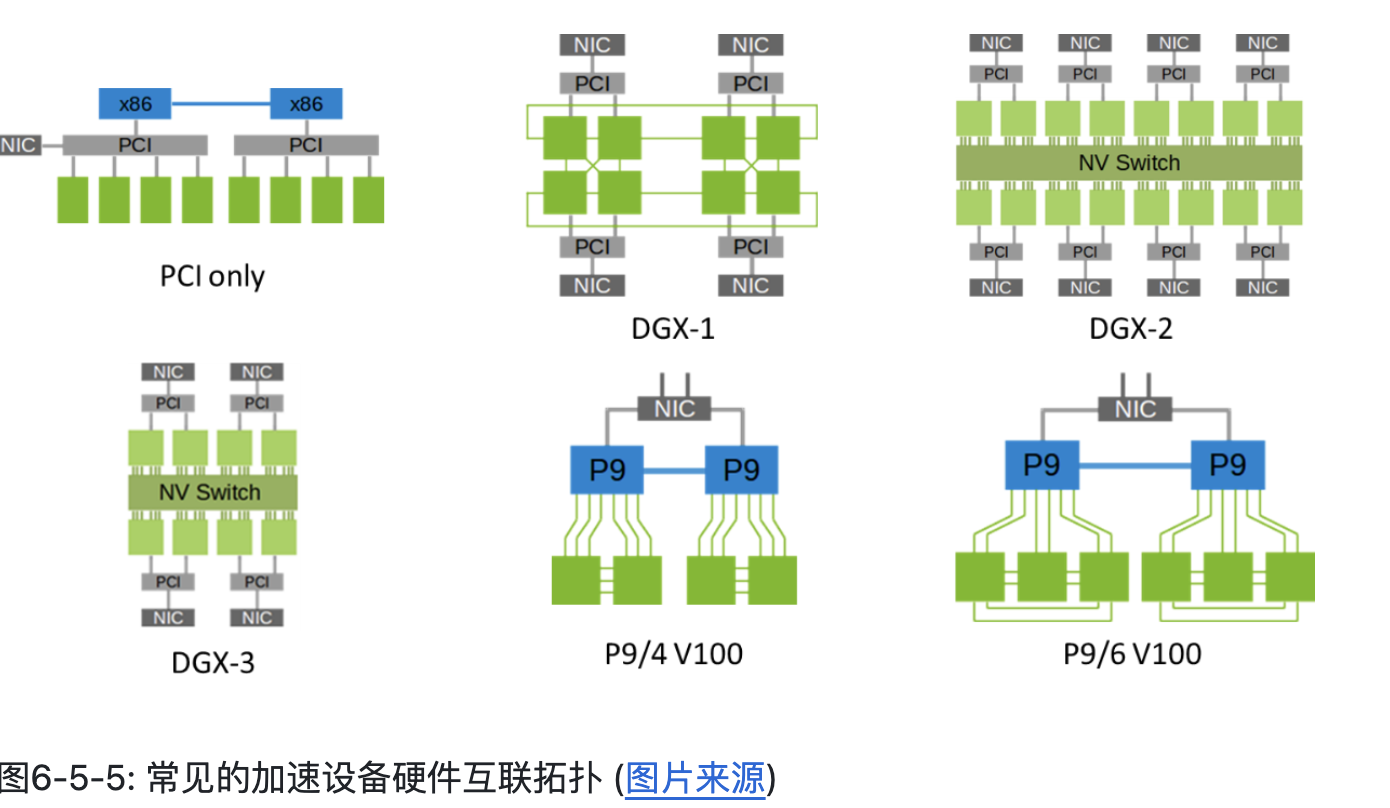 NIC NIC
PCI PCI
NIC NIC NIC NIC
PCI PCI PCI PCI
x86 x86
NIC PCI PCI
NV Switch
PCI PCI
NIC NIC
PCI PCI PCI PCI
NIC NIC NIC NIC
PCI only
DGX-1
DGX-2
NIC NIC
PCI PCI
NV Switch
PCI PCI
NIC NIC
DGX-3
NIC
P9 P9
P9/4 V100
NIC
P9 P9
P9/6 V100
图6-5-5: 常见的加速设备硬件互联拓扑 (图片来源)